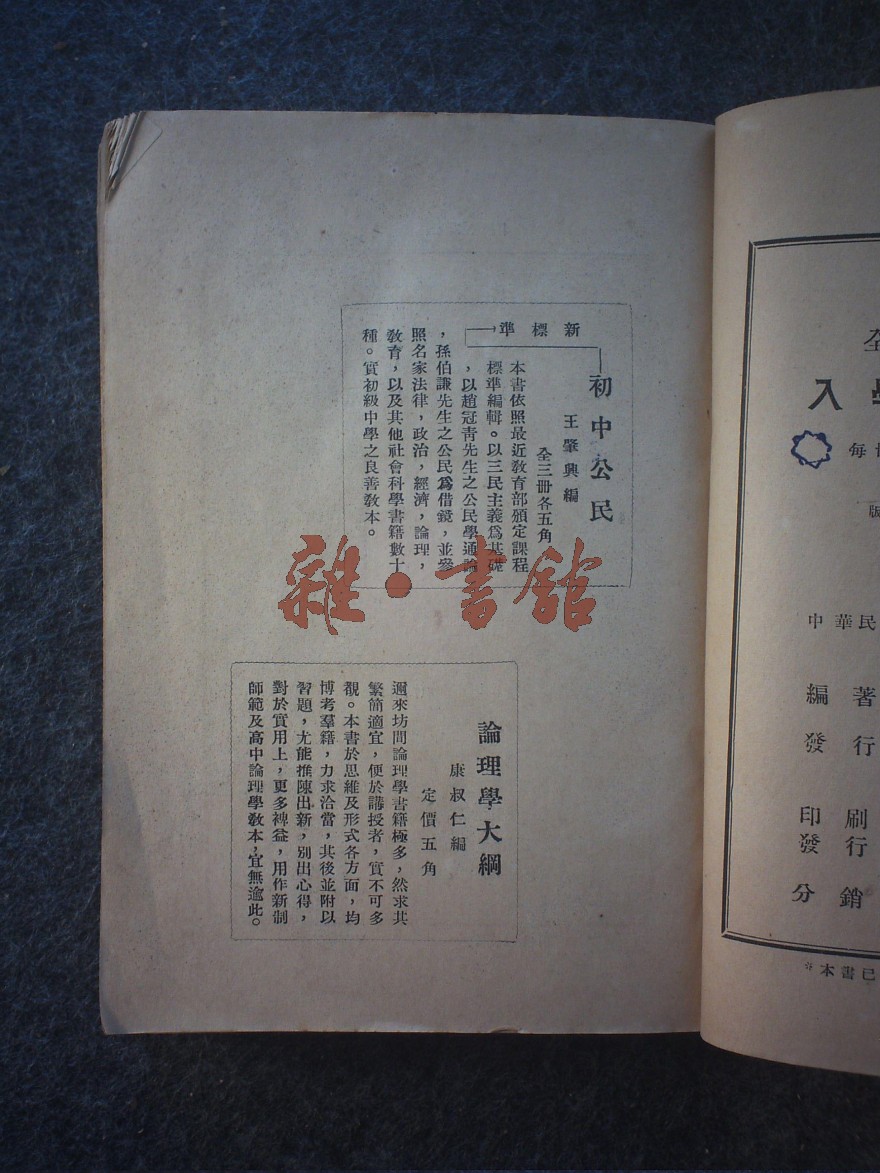 新標準
初中公民
王肇興編
全三冊各五角
本書依照最近教育部頒定課程
標準編輯。以三民主義爲基礎
，以趙冠青先生之公民學通論
，孫伯謙先生之公民爲借鏡，並參
照名家法律，政治，經濟，論理，
教育，以及其他社會科學書籍數十
種。實初級中學之良善教本。
雜·書館
論理學大綱
康叔仁編
定價五角
邇來坊間論理學書籍極多，然求其
繁簡適宜，便於講授者，實不可多
覯。本書於思維及形式各方面，均
博考羣籍，力求洽當，其後並附以
習題，尤能推陳出新，別出心得，
對於實用上，更多裨益，用作新制
師範及高中論理學教本，宜無逾此。
入學
每
版
中華民
編著
發行
印刷
發行
分銷
本書已